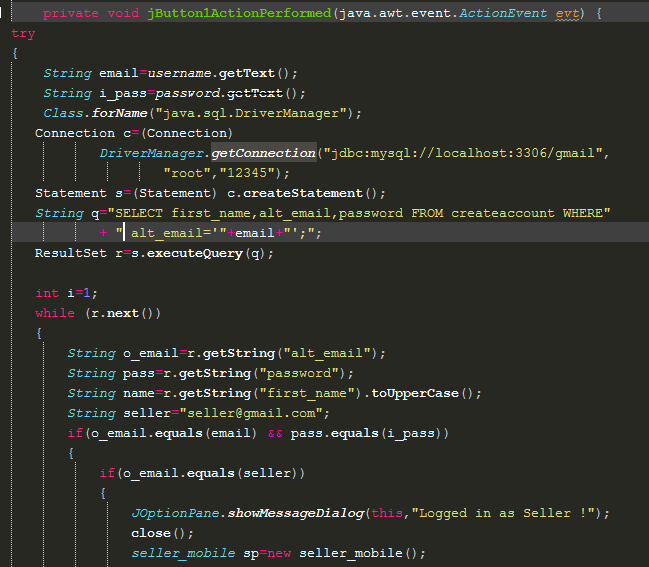 private void jButton1ActionPerformed(java.awt.event.ActionEvent evt) {
try
{
String email=username.getText();
String i_pass=password.getText();
Class.forName("java.sql.DriverManager");
Connection c=(Connection)
DriverManager.getConnection("jdbc:mysql://localhost:3306/gmail",
"root","12345");
Statement s=(Statement) c.createStatement();
String q="SELECT first_name,alt_email,password FROM createaccount WHERE"
+ " alt_email='"+email+"';";
ResultSet r=s.executeQuery(q);
int i=1;
while (r.next())
{
String o_email=r.getString("alt_email");
String pass=r.getString("password");
String name=r.getString("first_name").toUpperCase();
String seller="seller@gmail.com";
if(o_email.equals(email) && pass.equals(i_pass))
{
if(o_email.equals(seller))
{
JOptionPane.showMessageDialog(this,"Logged in as Seller !");
close();
seller_mobile sp=new seller_mobile();